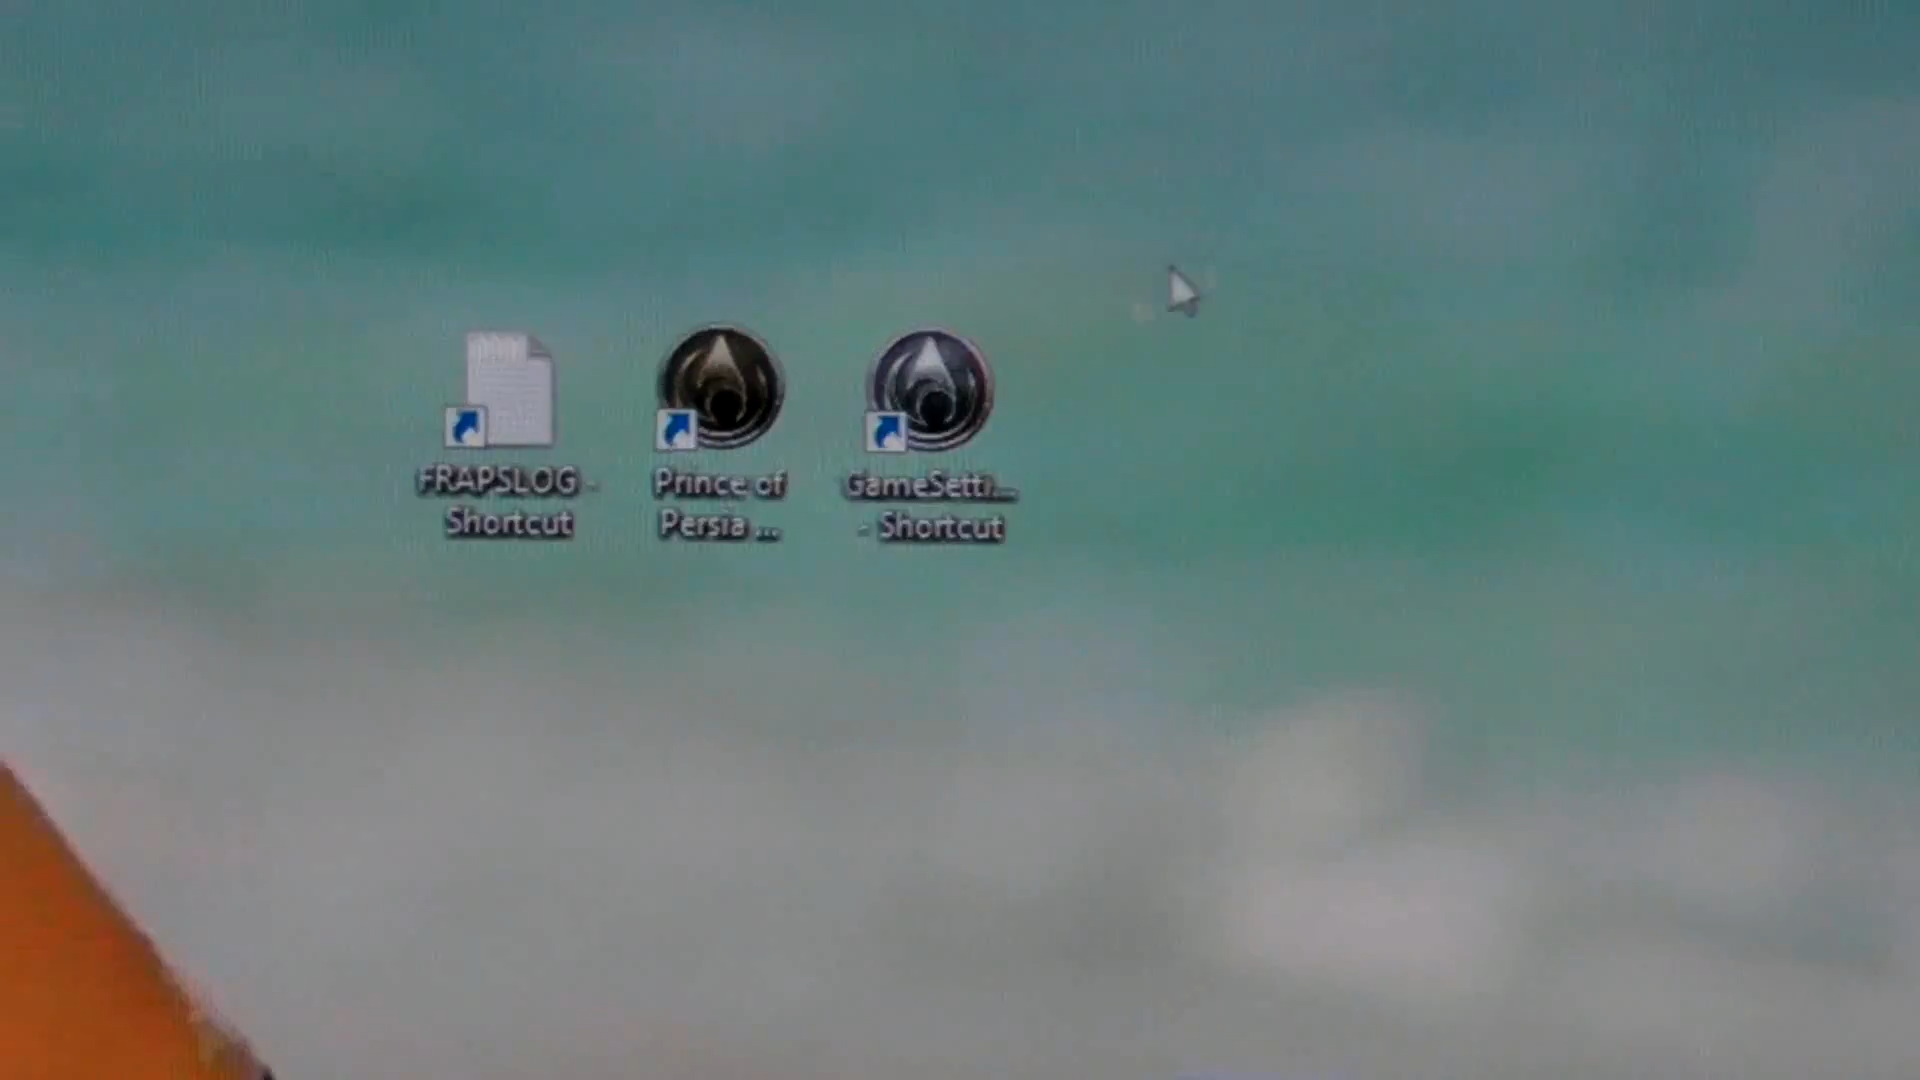 FRAPSLOG -
Shortcut
Prince of
Persia ...
GameSetti...
- Shortcut